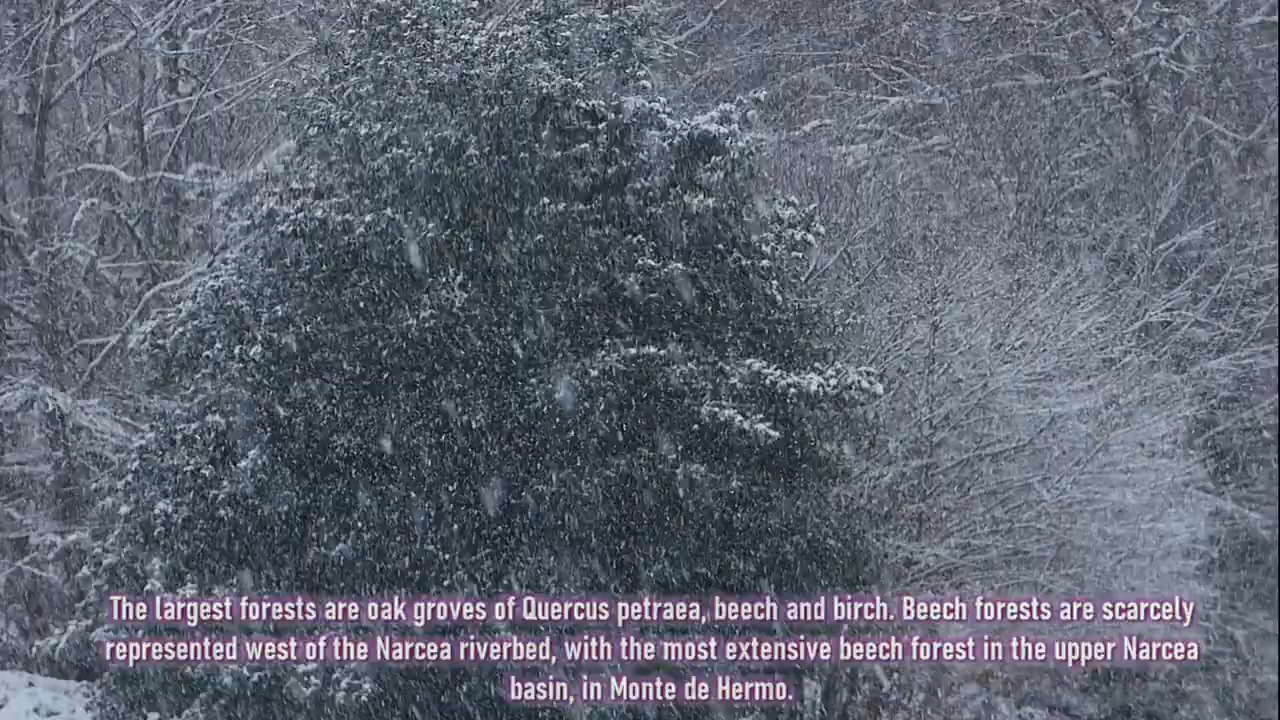 The largest forests are oak groves of Quercus petraea, beech and birch. Beech forests are scarcely
represented west of the Narcea riverbed, with the most extensive beech forest in the upper Narcea
basin, in Monte de Hermo.